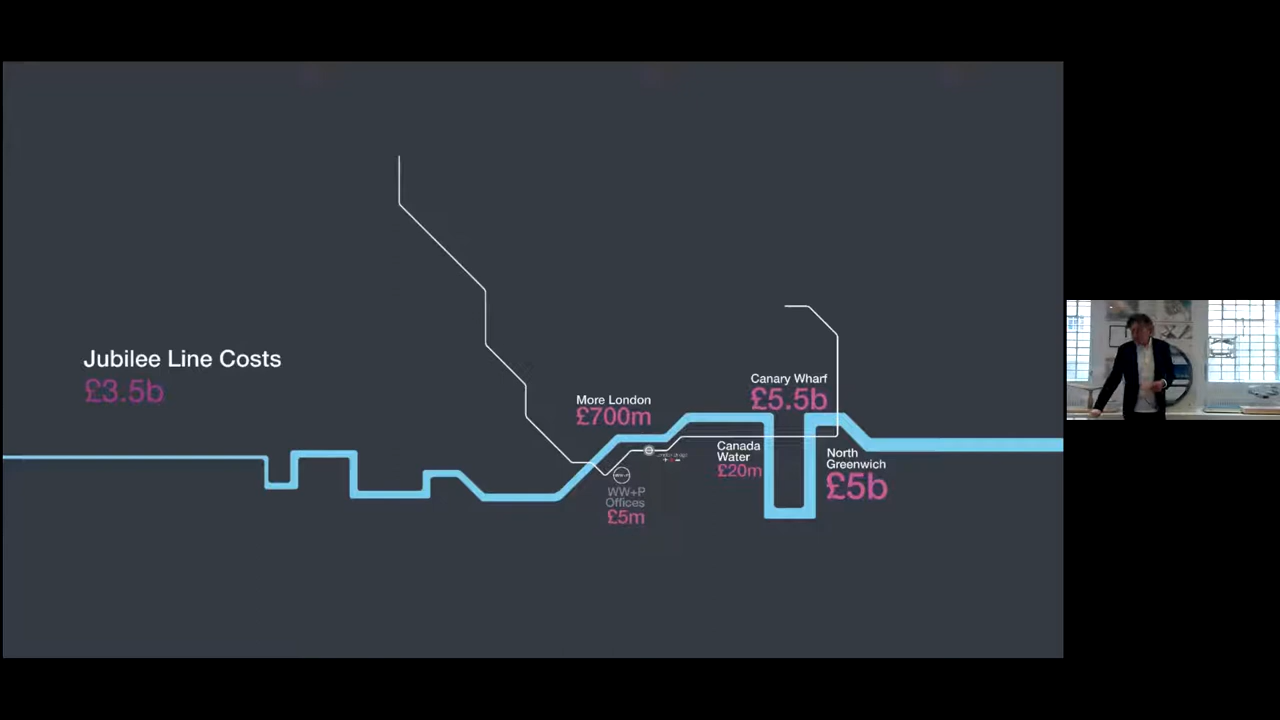 Jubilee Line Costs
£3.5b
More London
£700m
Canary Wharf
£5.5b
Canada
Water
£20m
North
Greenwich
£5b
WW+P
Offices
£5m